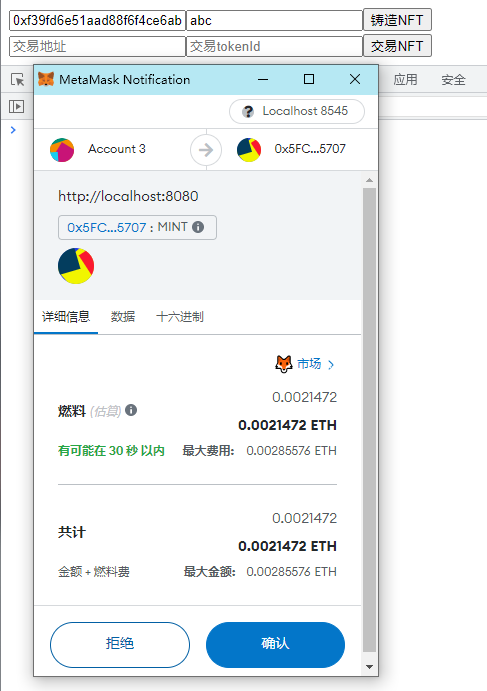 0xf39fd6e51aad88f6f4ce6ab abc 铸造NFT
交易地址 交易tokenId 交易NFT
MetaMask Notification
应用 安全
Localhost 8545
Account 3 0x5FC...5707
http://localhost:8080
0x5FC...5707 : MINT
详细信息 数据 十六进制
市场
0.0021472
燃料 (估算)
0.0021472 ETH
有可能在 30 秒 以内 最大费用: 0.00285576 ETH
0.0021472
共计
0.0021472 ETH
金额 + 燃料费 最大金额: 0.00285576 ETH
拒绝 确认